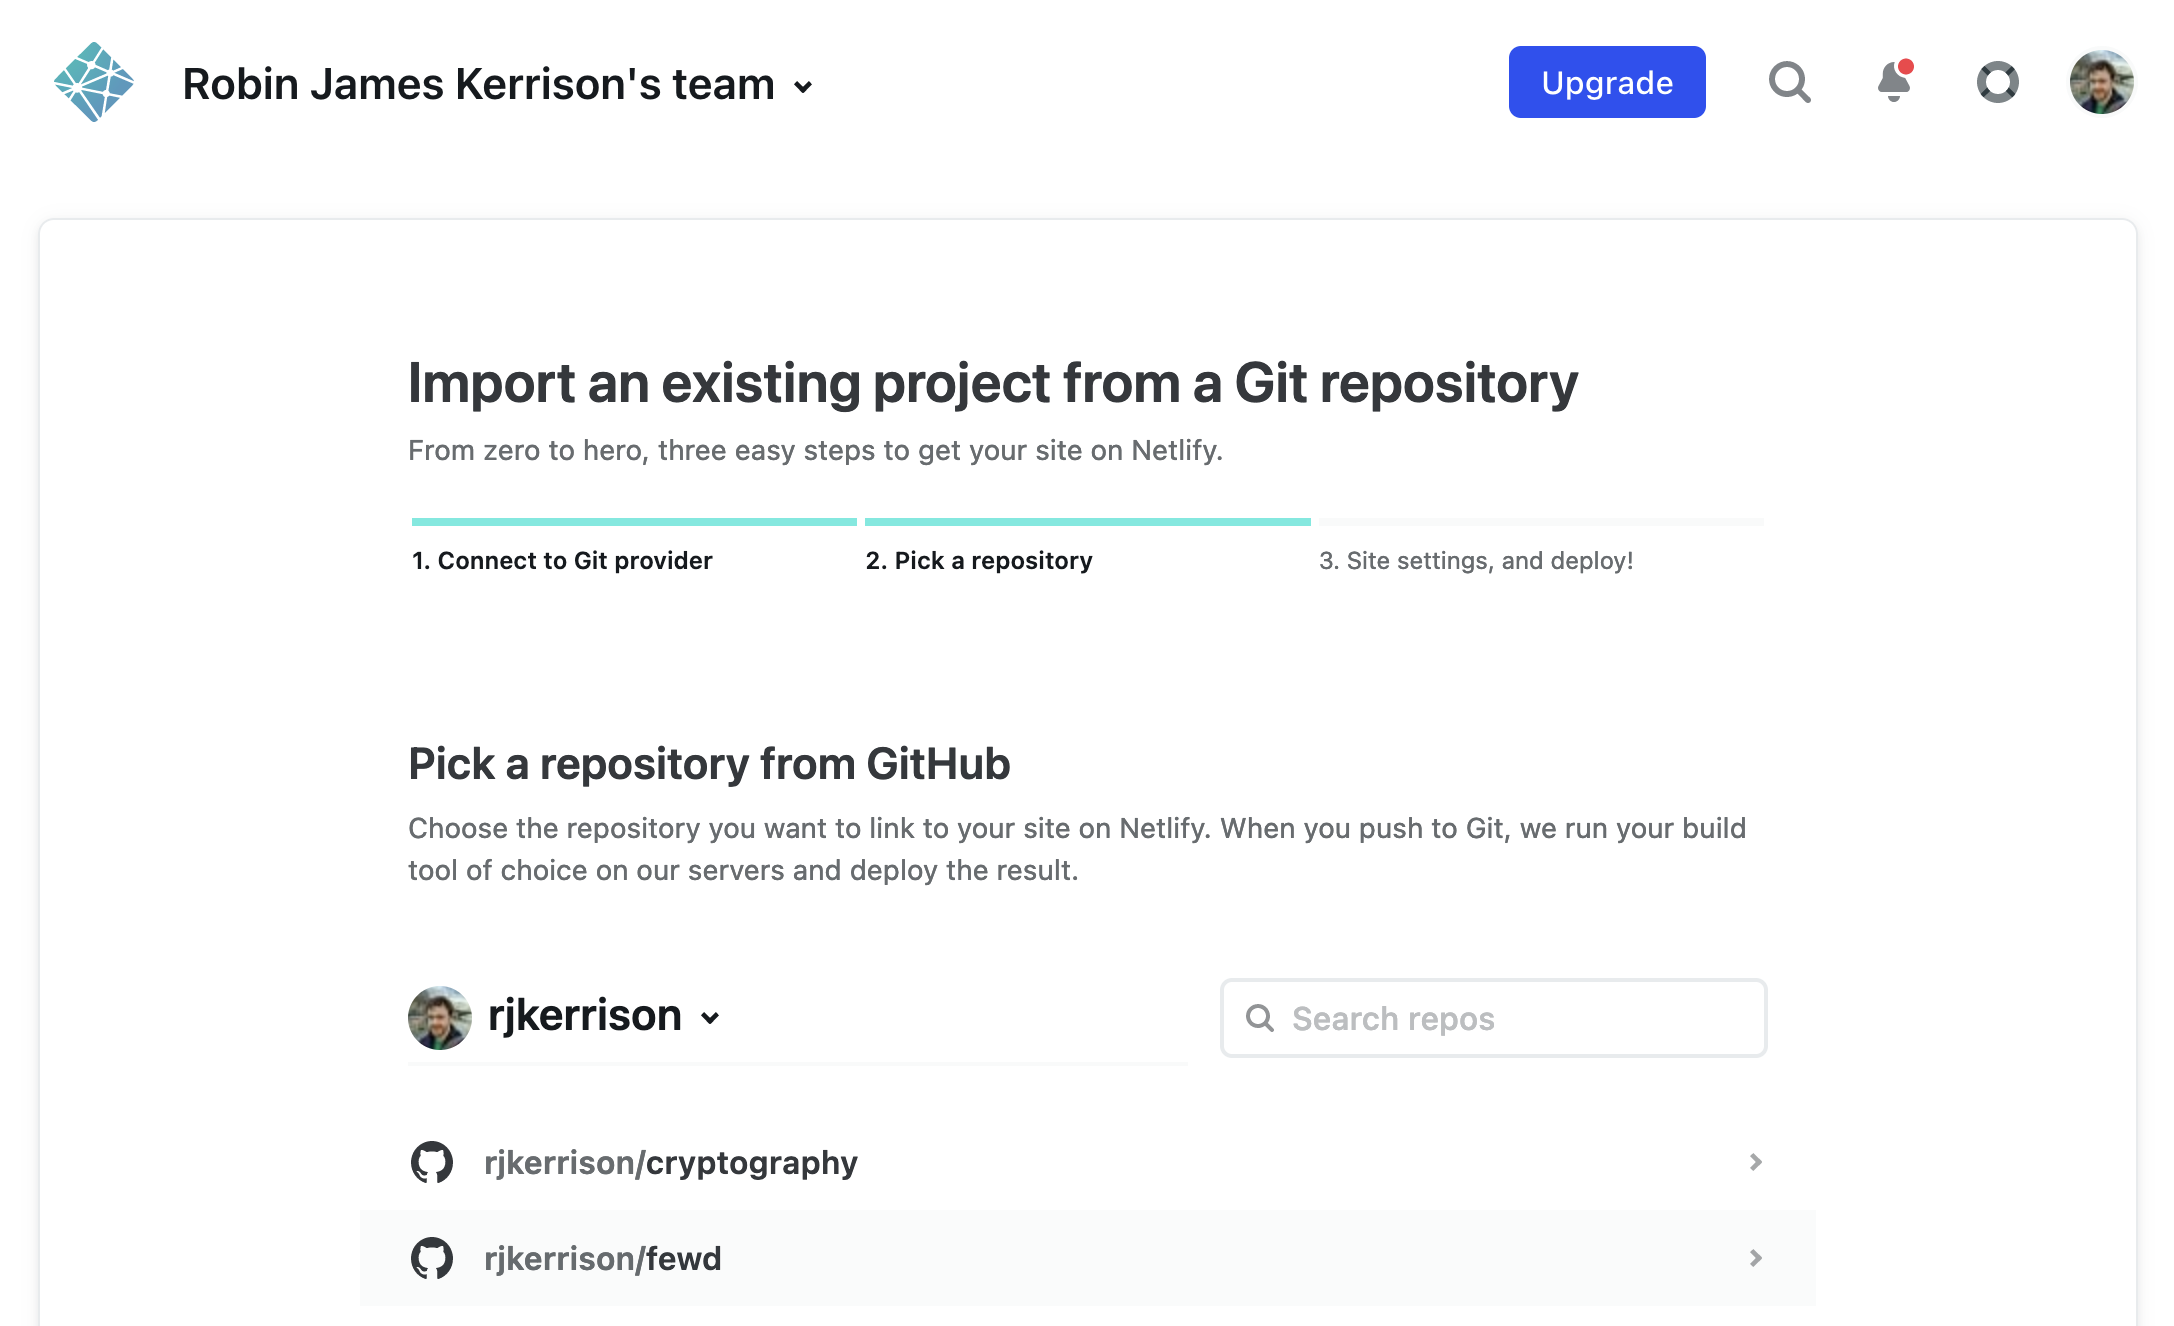 Robin James Kerrison's team
Upgrade
Import an existing project from a Git repository
From zero to hero, three easy steps to get your site on Netlify.
1. Connect to Git provider
2. Pick a repository
3. Site settings, and deploy!
Pick a repository from GitHub
Choose the repository you want to link to your site on Netlify. When you push to Git, we run your build
tool of choice on our servers and deploy the result.
rjkerrison
Search repos
rjkerrison/cryptography
rjkerrison/fewd